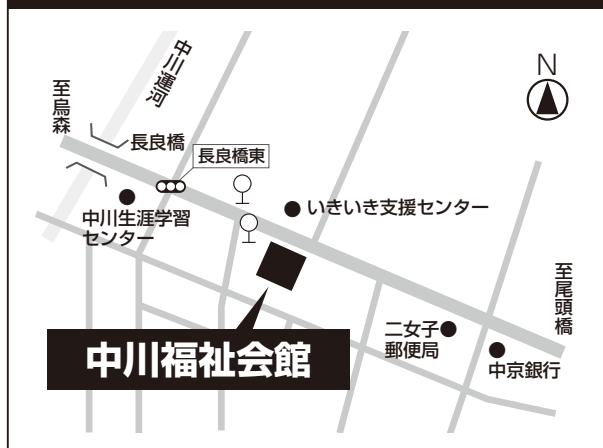 中川運河
至烏森
N
長良橋
長良橋東
中川生涯学習
センター
いきいき支援センター
至尾頭橋
二女子
郵便局
中京銀行
中川福祉会館